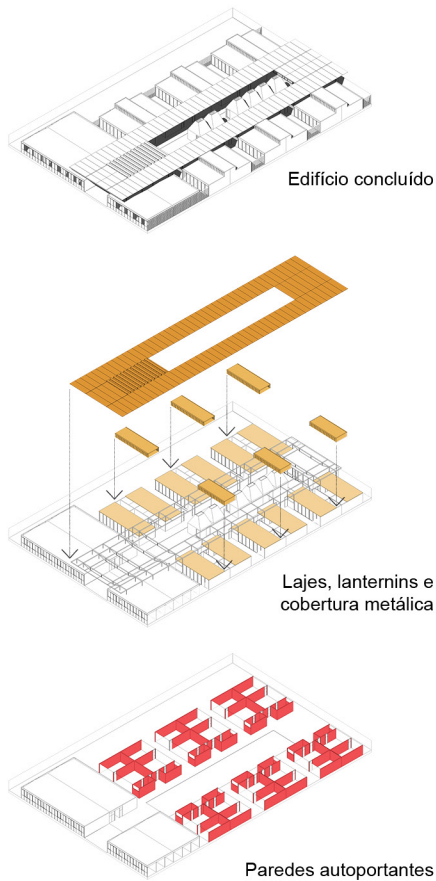 Edifício concluído
Lajes, lanternins e
cobertura metálica
Paredes autoportantes